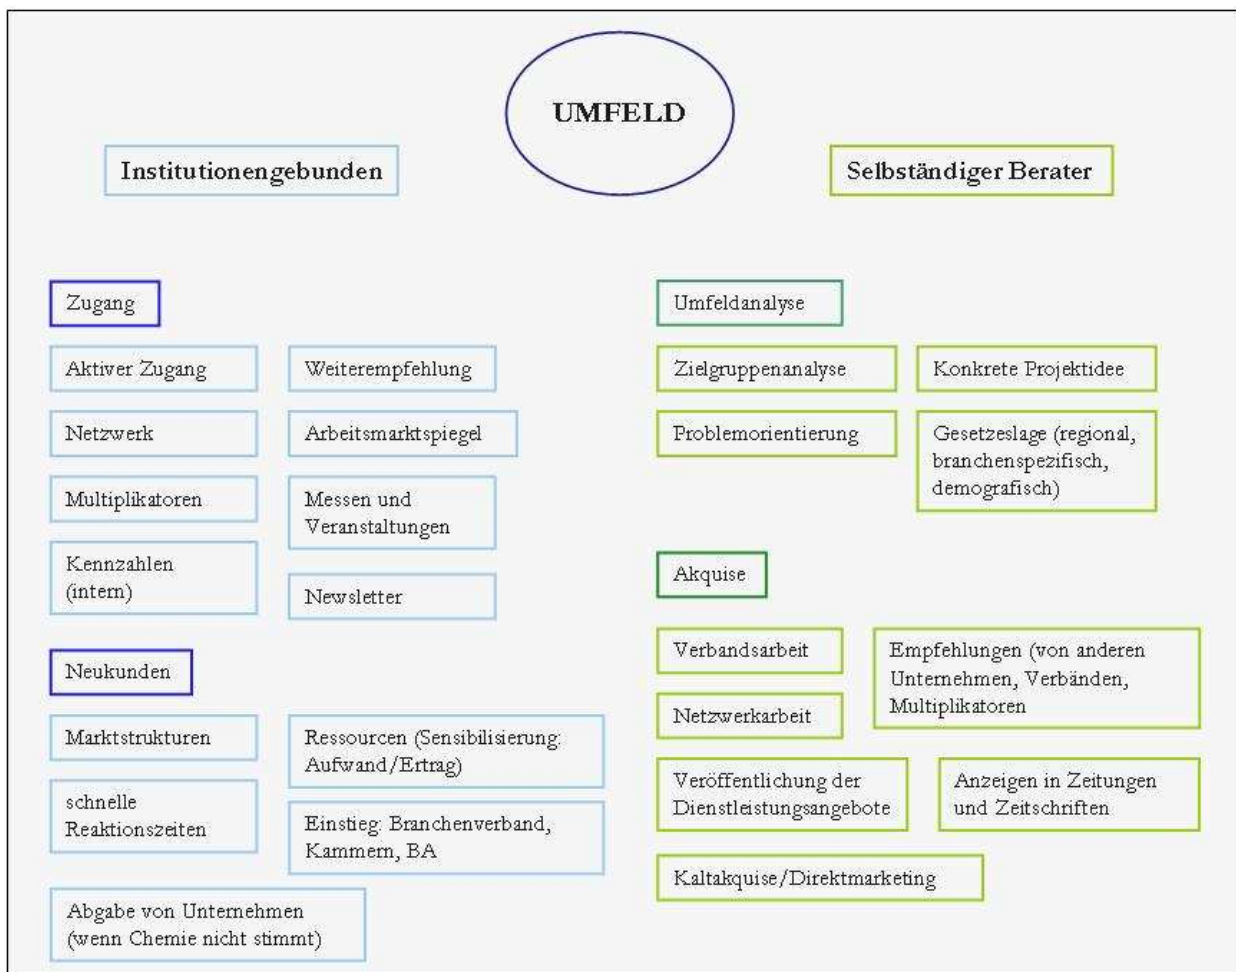 UMFELD
Institutionengebunden
Selbständiger Berater
Zugang
Aktiver Zugang
Weiterempfehlung
Netzwerk
Arbeitsmarktspiegel
Multiplikatoren
Messen und
Veranstaltungen
Kennzahlen
(intern)
Newsletter
Neukunden
Marktstrukturen
Ressourcen (Sensibilisierung:
Aufwand/Ertrag)
schnelle
Reaktionszeiten
Einstieg: Branchenverband,
Kammern, BA
Abgabe von Unternehmen
(wenn Chemie nicht stimmt)
Umfeldanalyse
Zielgruppenanalyse
Konkrete Projektidee
Problemorientierung
Gesetzeslage (regional,
branchenspezifisch,
demografisch)
Akquise
Verbandsarbeit
Empfehlungen (von anderen
Unternehmen, Verbänden,
Multiplikatoren
Netzwerkarbeit
Veröffentlichung der
Dienstleistungsangebote
Anzeigen in Zeitungen
und Zeitschriften
Kaltakquise/Direktmarketing